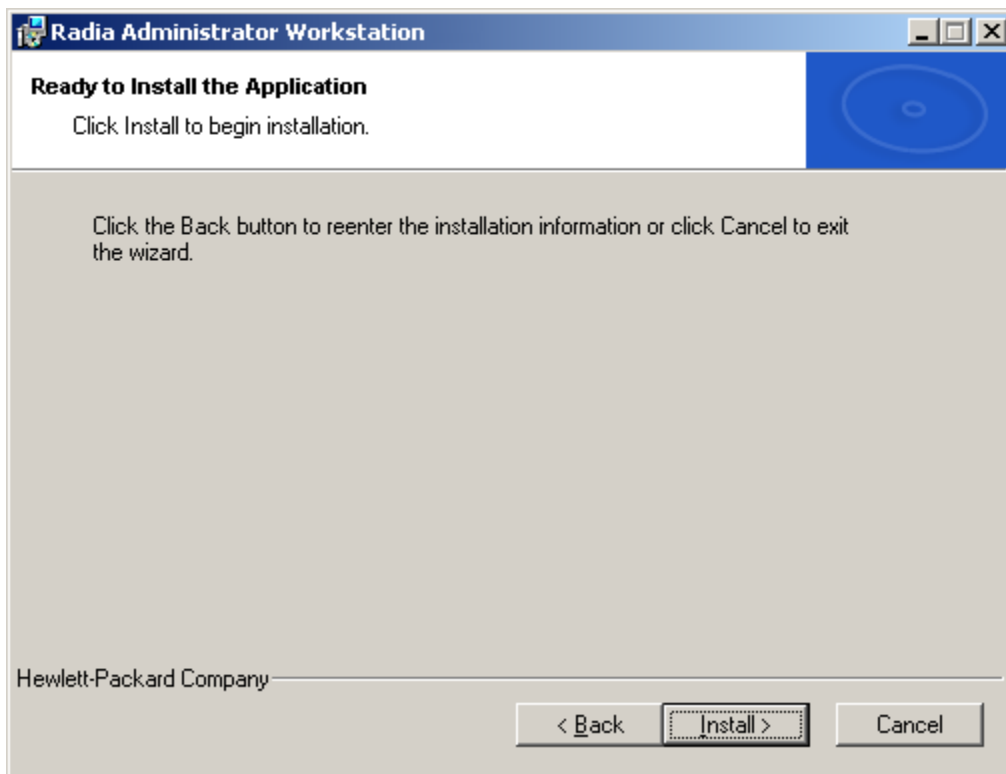 Radia Administrator Workstation
Ready to Install the Application
Click Install to begin installation.
Click the Back button to reenter the installation information or click Cancel to exit
the wizard.
Hewlett-Packard Company
< Back Install > Cancel